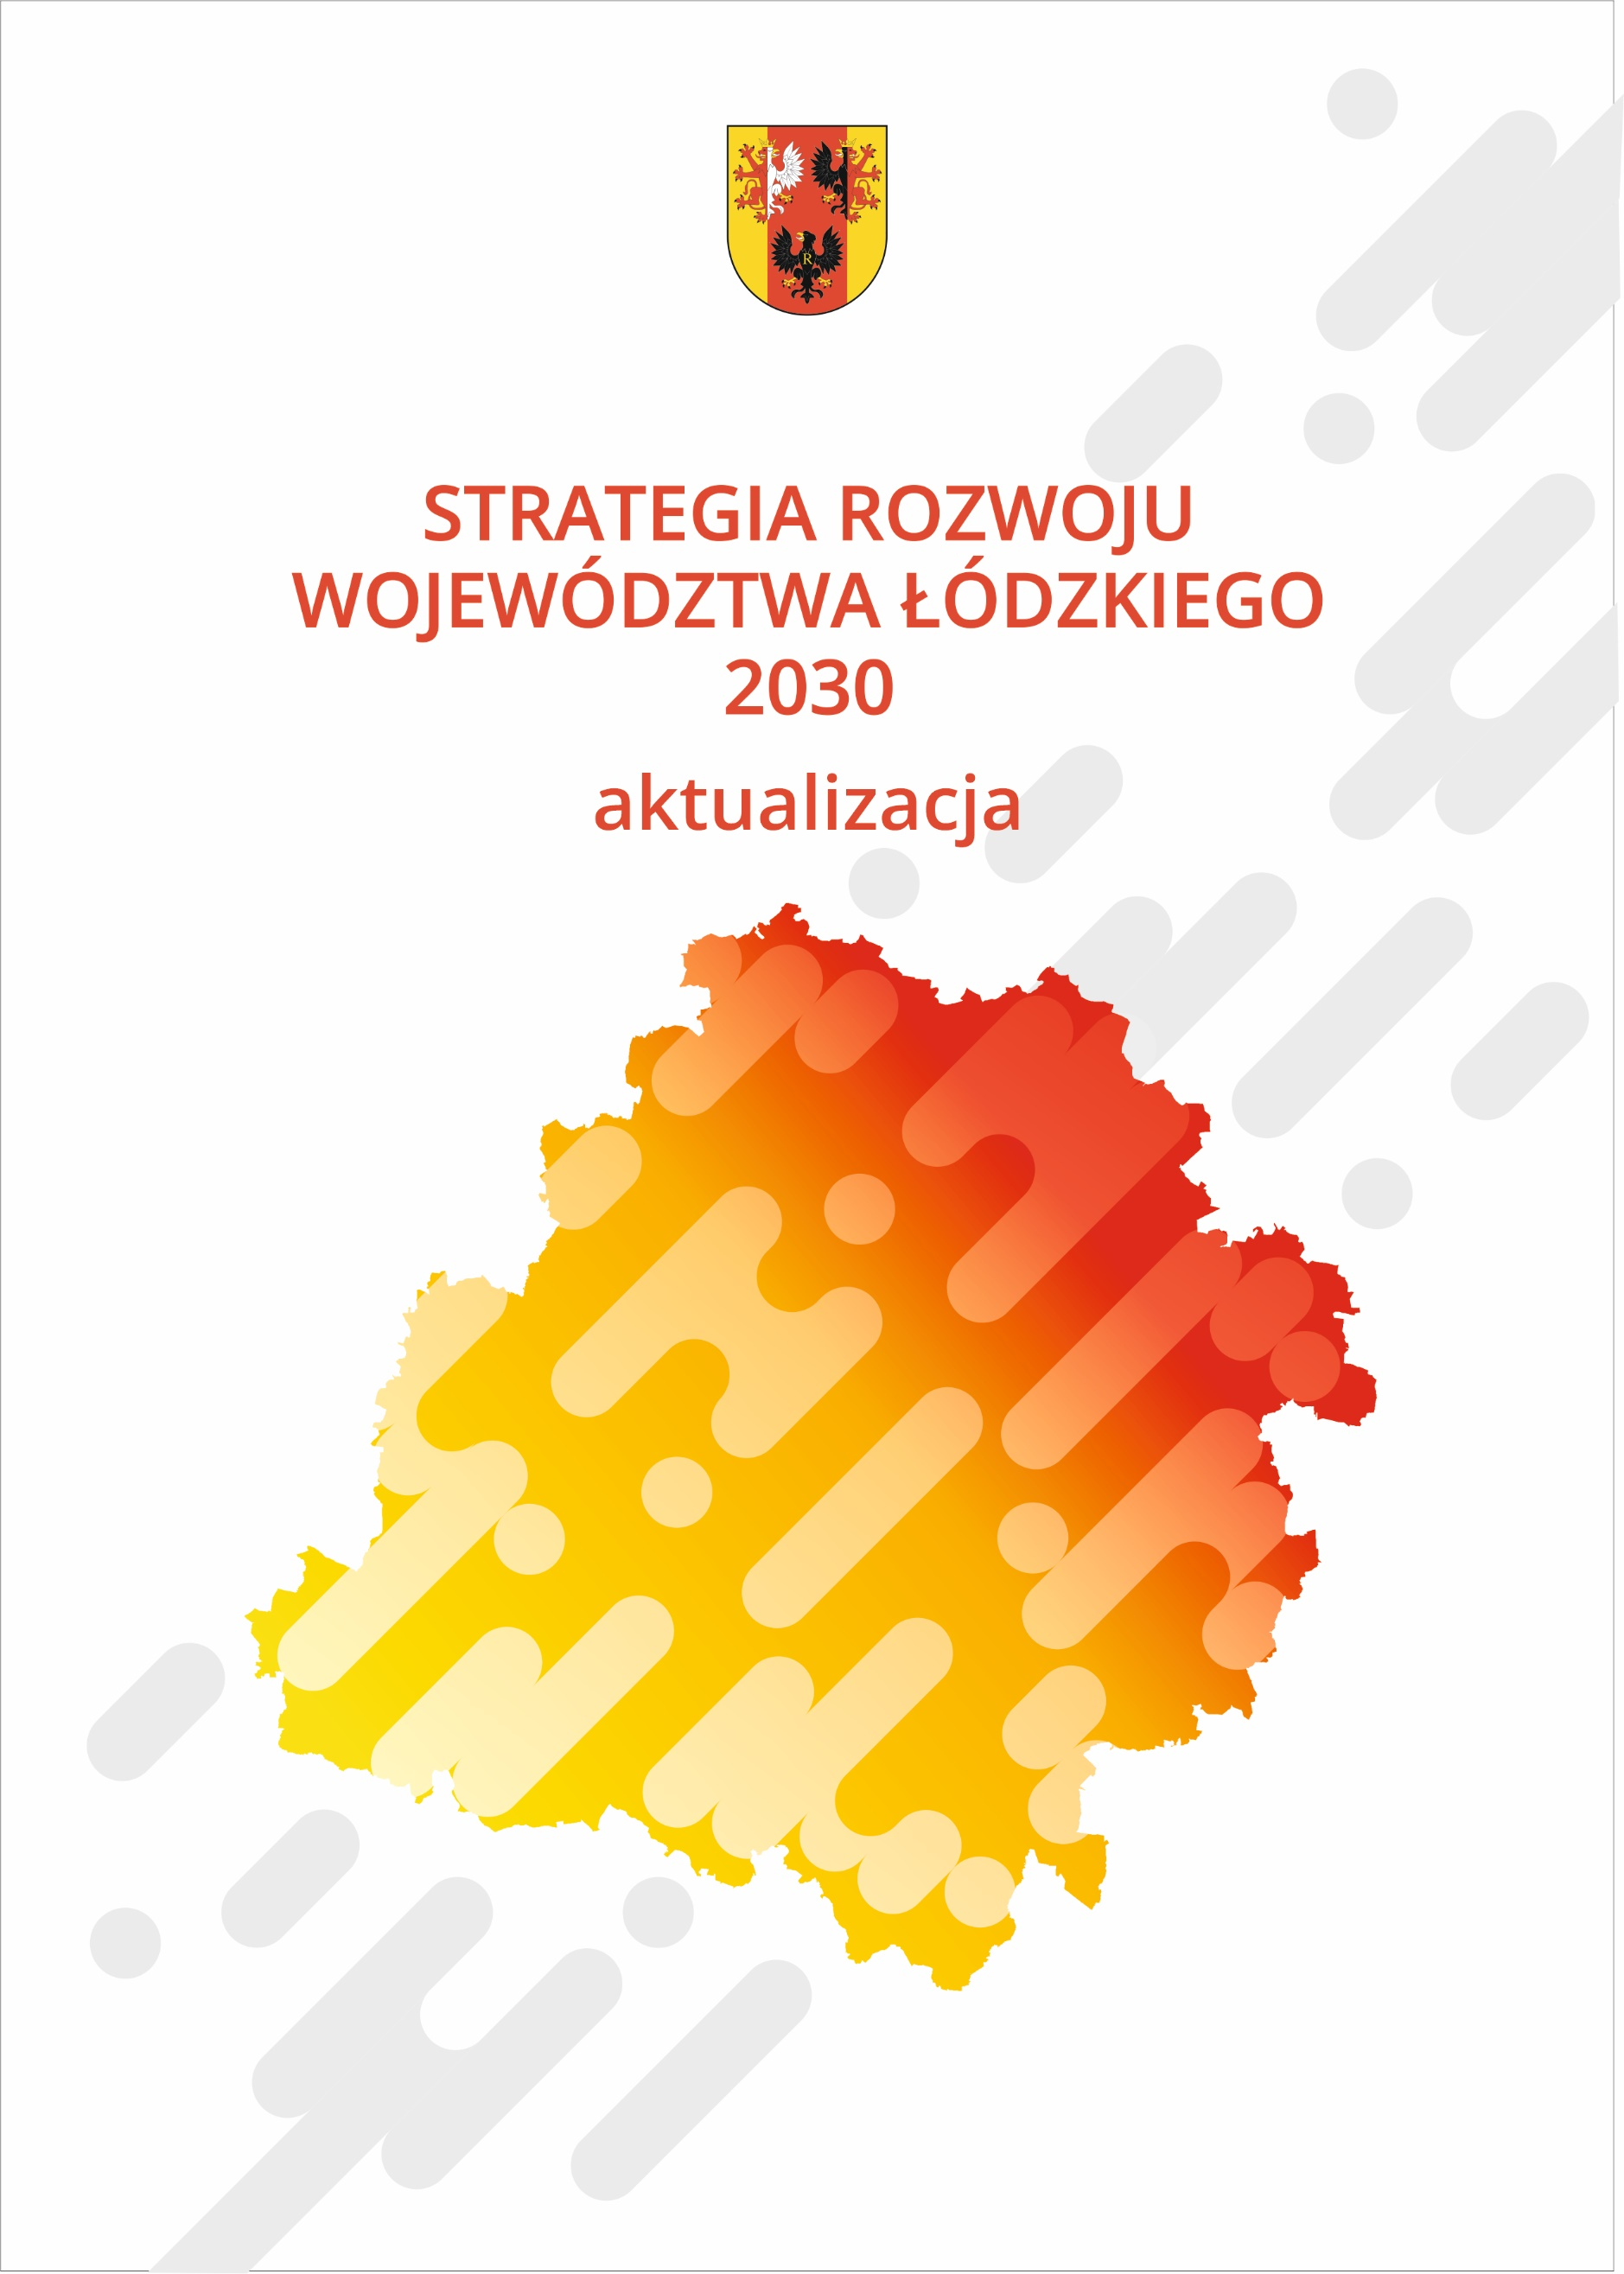 R
STRATEGIA ROZWOJU
WOJEWÓDZTWA ŁÓDZKIEGO
2030
aktualizacja